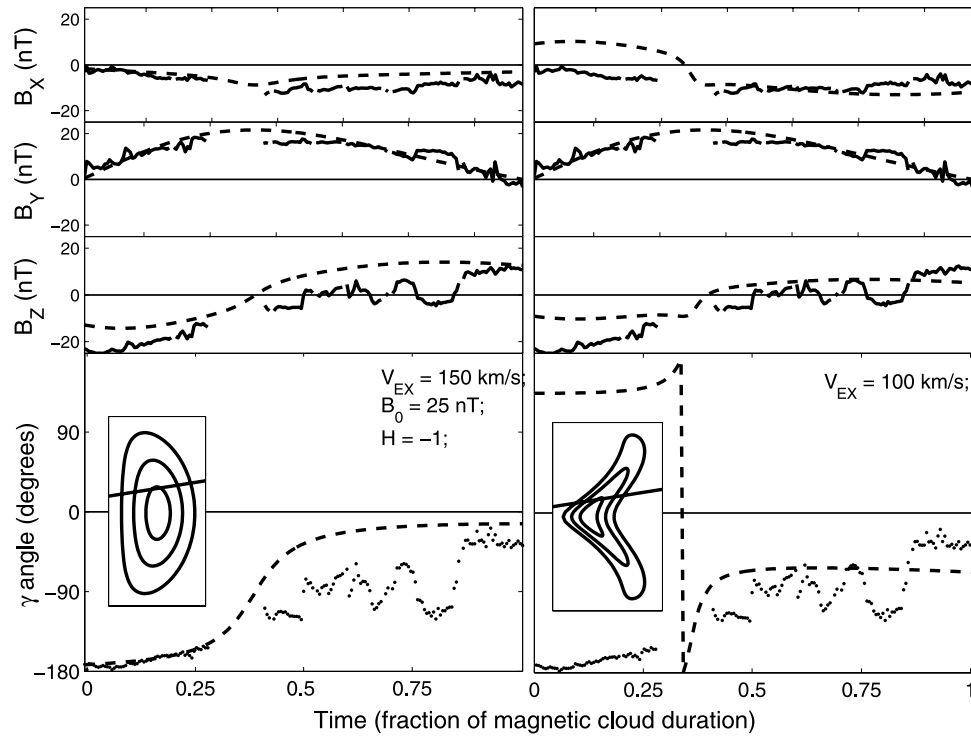 20
0
−20
B_X (nT)
20
0
−20
B_Y (nT)
20
0
−20
B_Z (nT)
90
0
−90
−180
γ angle (degrees)
V_EX = 150 km/s;
B_0 = 25 nT;
H = −1;
V_EX = 100 km/s;
0 0.25 0.5 0.75 0 0.25 0.5 0.75 1
Time (fraction of magnetic cloud duration)